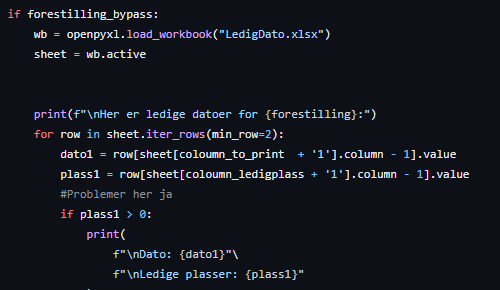 if forestilling_bypass:
wb = openpyxl.load_workbook("LedigDato.xlsx")
sheet = wb.active
print(f"\nHer er ledige datoer for {forestilling}:")
for row in sheet.iter_rows(min_row=2):
dato1 = row[sheet[coloumn_to_print  + '1'].column - 1].value
plass1 = row[sheet[coloumn_ledigplass + '1'].column - 1].value
#Problemer her ja
if plass1 > 0:
print(
f"\nDato: {dato1}"\
f"\nLedige plasser: {plass1}"